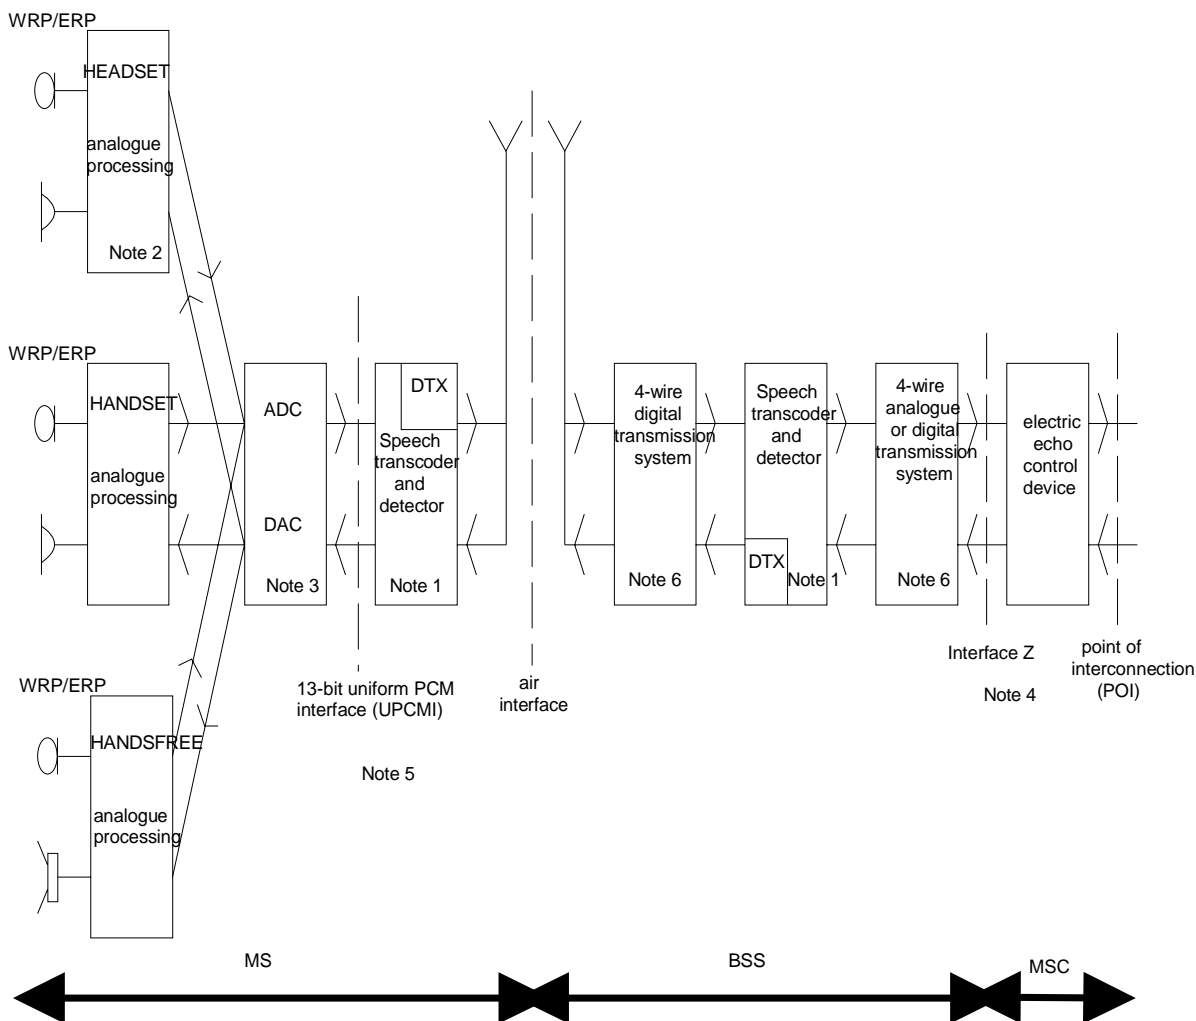 WRP/ERP
HEADSET
analogue
processing
Note 2
WRP/ERP
HANDSET
analogue
processing
ADC
DAC
Note 3
DTX
Speech
transcoder
and
detector
Note 1
4-wire
digital
transmission
system
Note 6
Speech
transcoder
and
detector
DTX
Note 1
4-wire
analogue
or digital
transmission
system
Note 6
electric
echo
control
device
WRP/ERP
HANDSFREE
analogue
processing
13-bit uniform PCM
interface (UPCMI)
Note 5
air
interface
Interface Z
Note 4
point of
interconnection
(POI)
MS
BSS
MSC